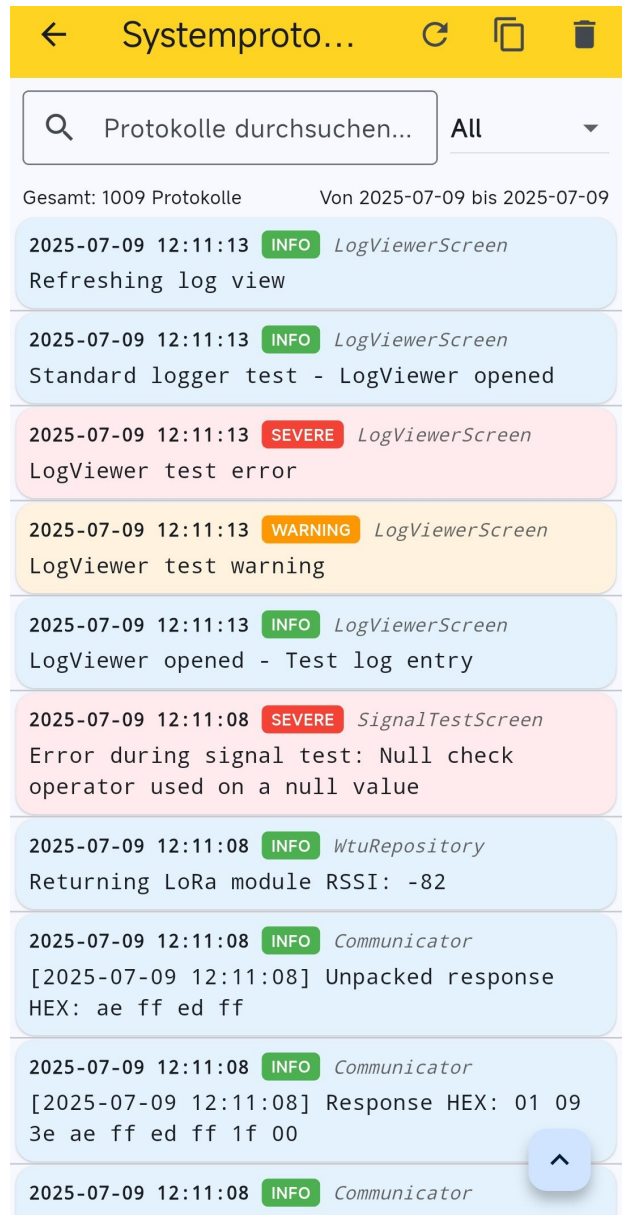 Systemproto...
Protokolle durchsuchen...
All
Gesamt: 1009 Protokolle Von 2025-07-09 bis 2025-07-09
2025-07-09 12:11:13 INFO LogViewerScreen
Refreshing log view
2025-07-09 12:11:13 INFO LogViewerScreen
Standard logger test - LogViewer opened
2025-07-09 12:11:13 SEVERE LogViewerScreen
LogViewer test error
2025-07-09 12:11:13 WARNING LogViewerScreen
LogViewer test warning
2025-07-09 12:11:13 INFO LogViewerScreen
LogViewer opened - Test log entry
2025-07-09 12:11:08 SEVERE SignalTestScreen
Error during signal test: Null check
operator used on a null value
2025-07-09 12:11:08 INFO WtuRepository
Returning LoRa module RSSI: -82
2025-07-09 12:11:08 INFO Communicator
[2025-07-09 12:11:08] Unpacked response
HEX: ae ff ed ff
2025-07-09 12:11:08 INFO Communicator
[2025-07-09 12:11:08] Response HEX: 01 09
3e ae ff ed ff 1f 00
2025-07-09 12:11:08 INFO Communicator